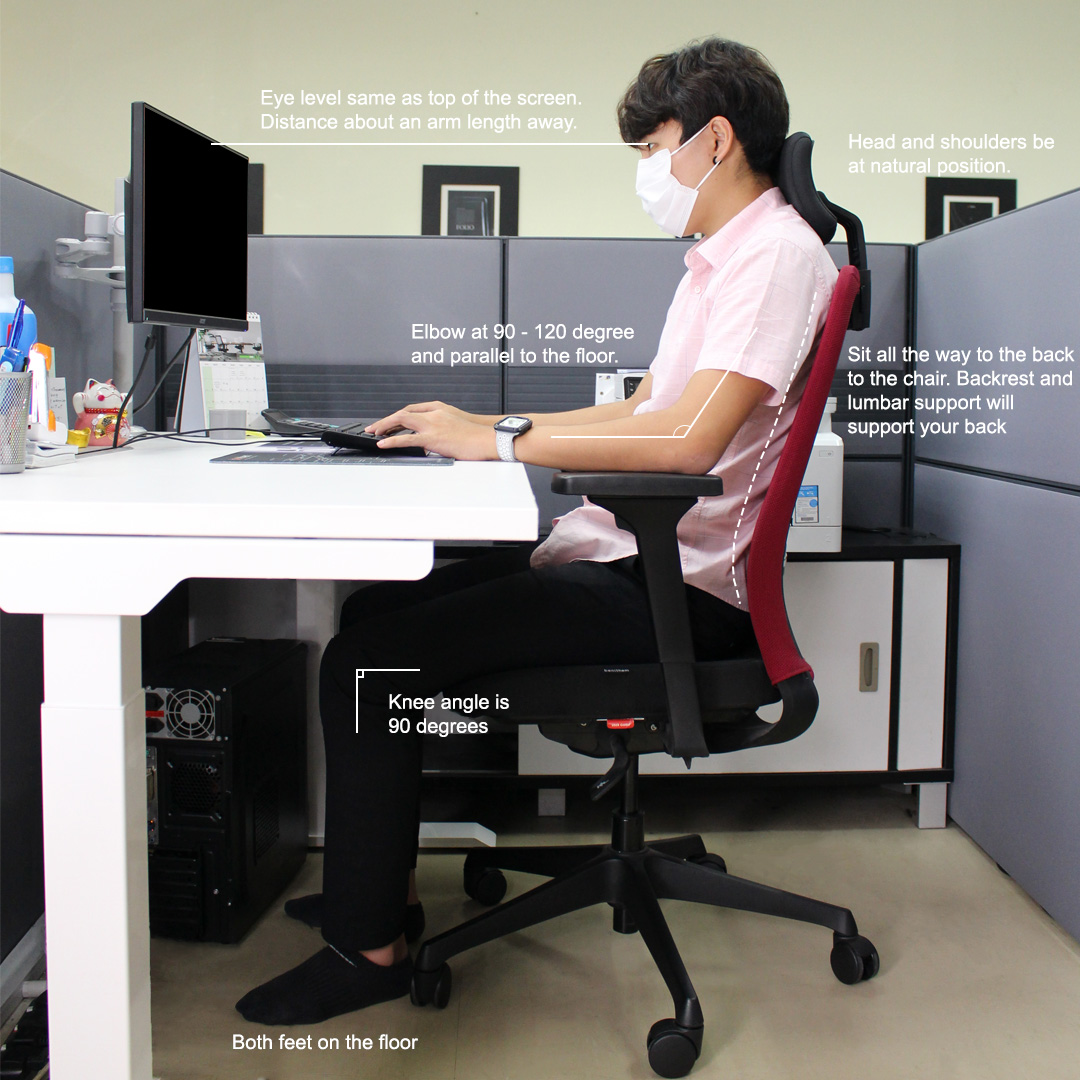 Eye level same as top of the screen.
Distance about an arm length away.
Head and shoulders be
at natural position.
Elbow at 90 - 120 degree
and parallel to the floor.
Sit all the way to the back
to the chair. Backrest and
lumbar support will
support your back
Knee angle is
90 degrees
Both feet on the floor